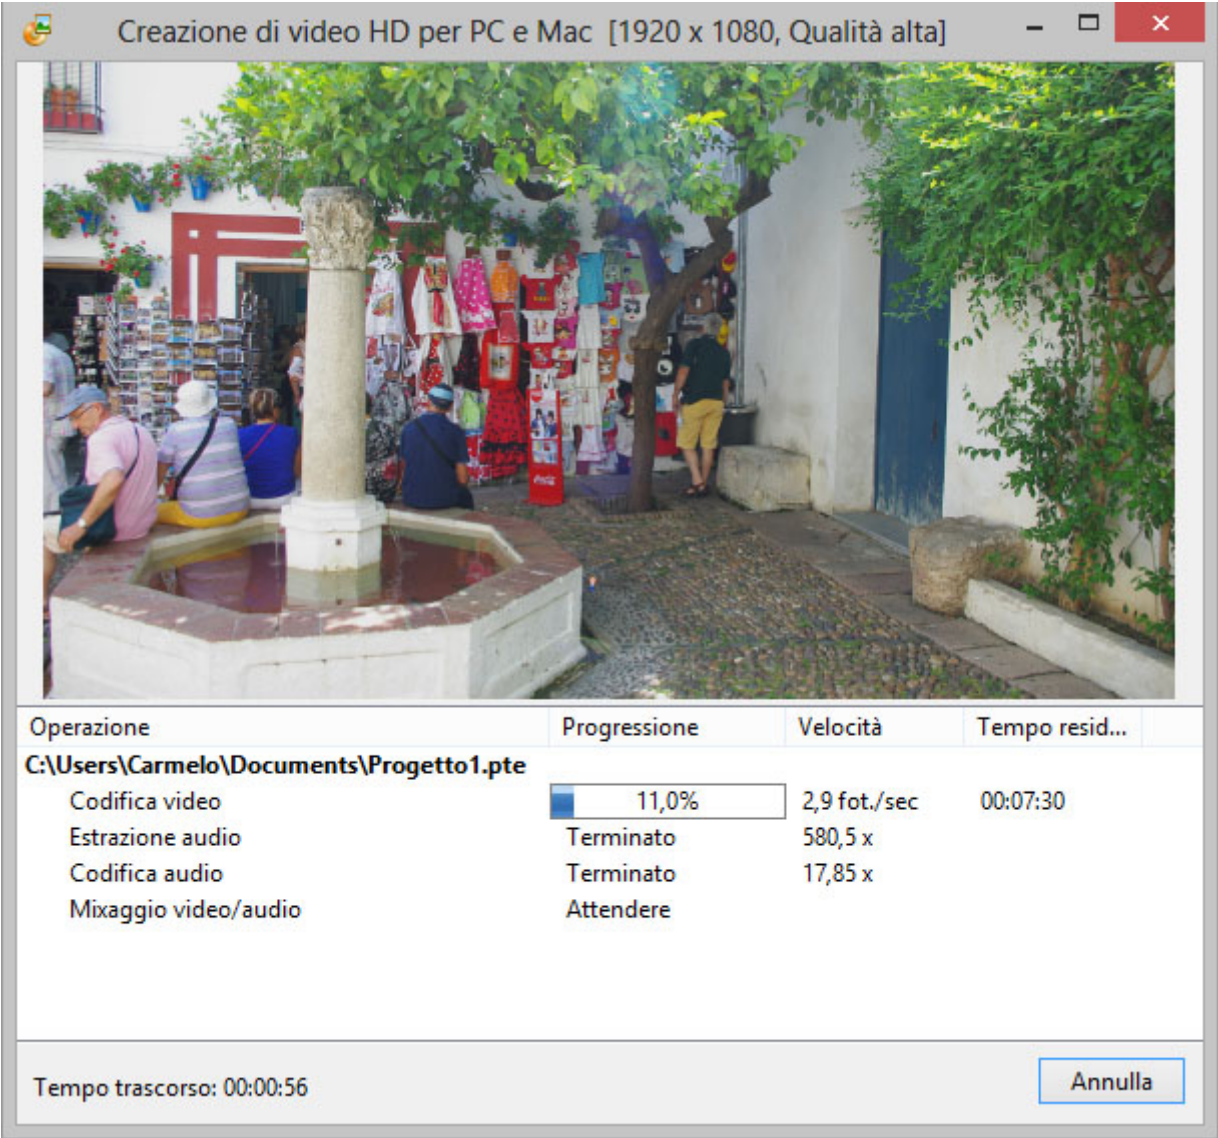 Creazione di video HD per PC e Mac [1920 x 1080, Qualità alta]
Operazione Progressione Velocità Tempo resid...
C:\Users\Carmelo\Documents\Progetto1.pte
Codifica video 11,0% 2,9 fot./sec 00:07:30
Estrazione audio Terminato 580,5 x
Codifica audio Terminato 17,85 x
Mixaggio video/audio Attendere
Tempo trascorso: 00:00:56 Annulla